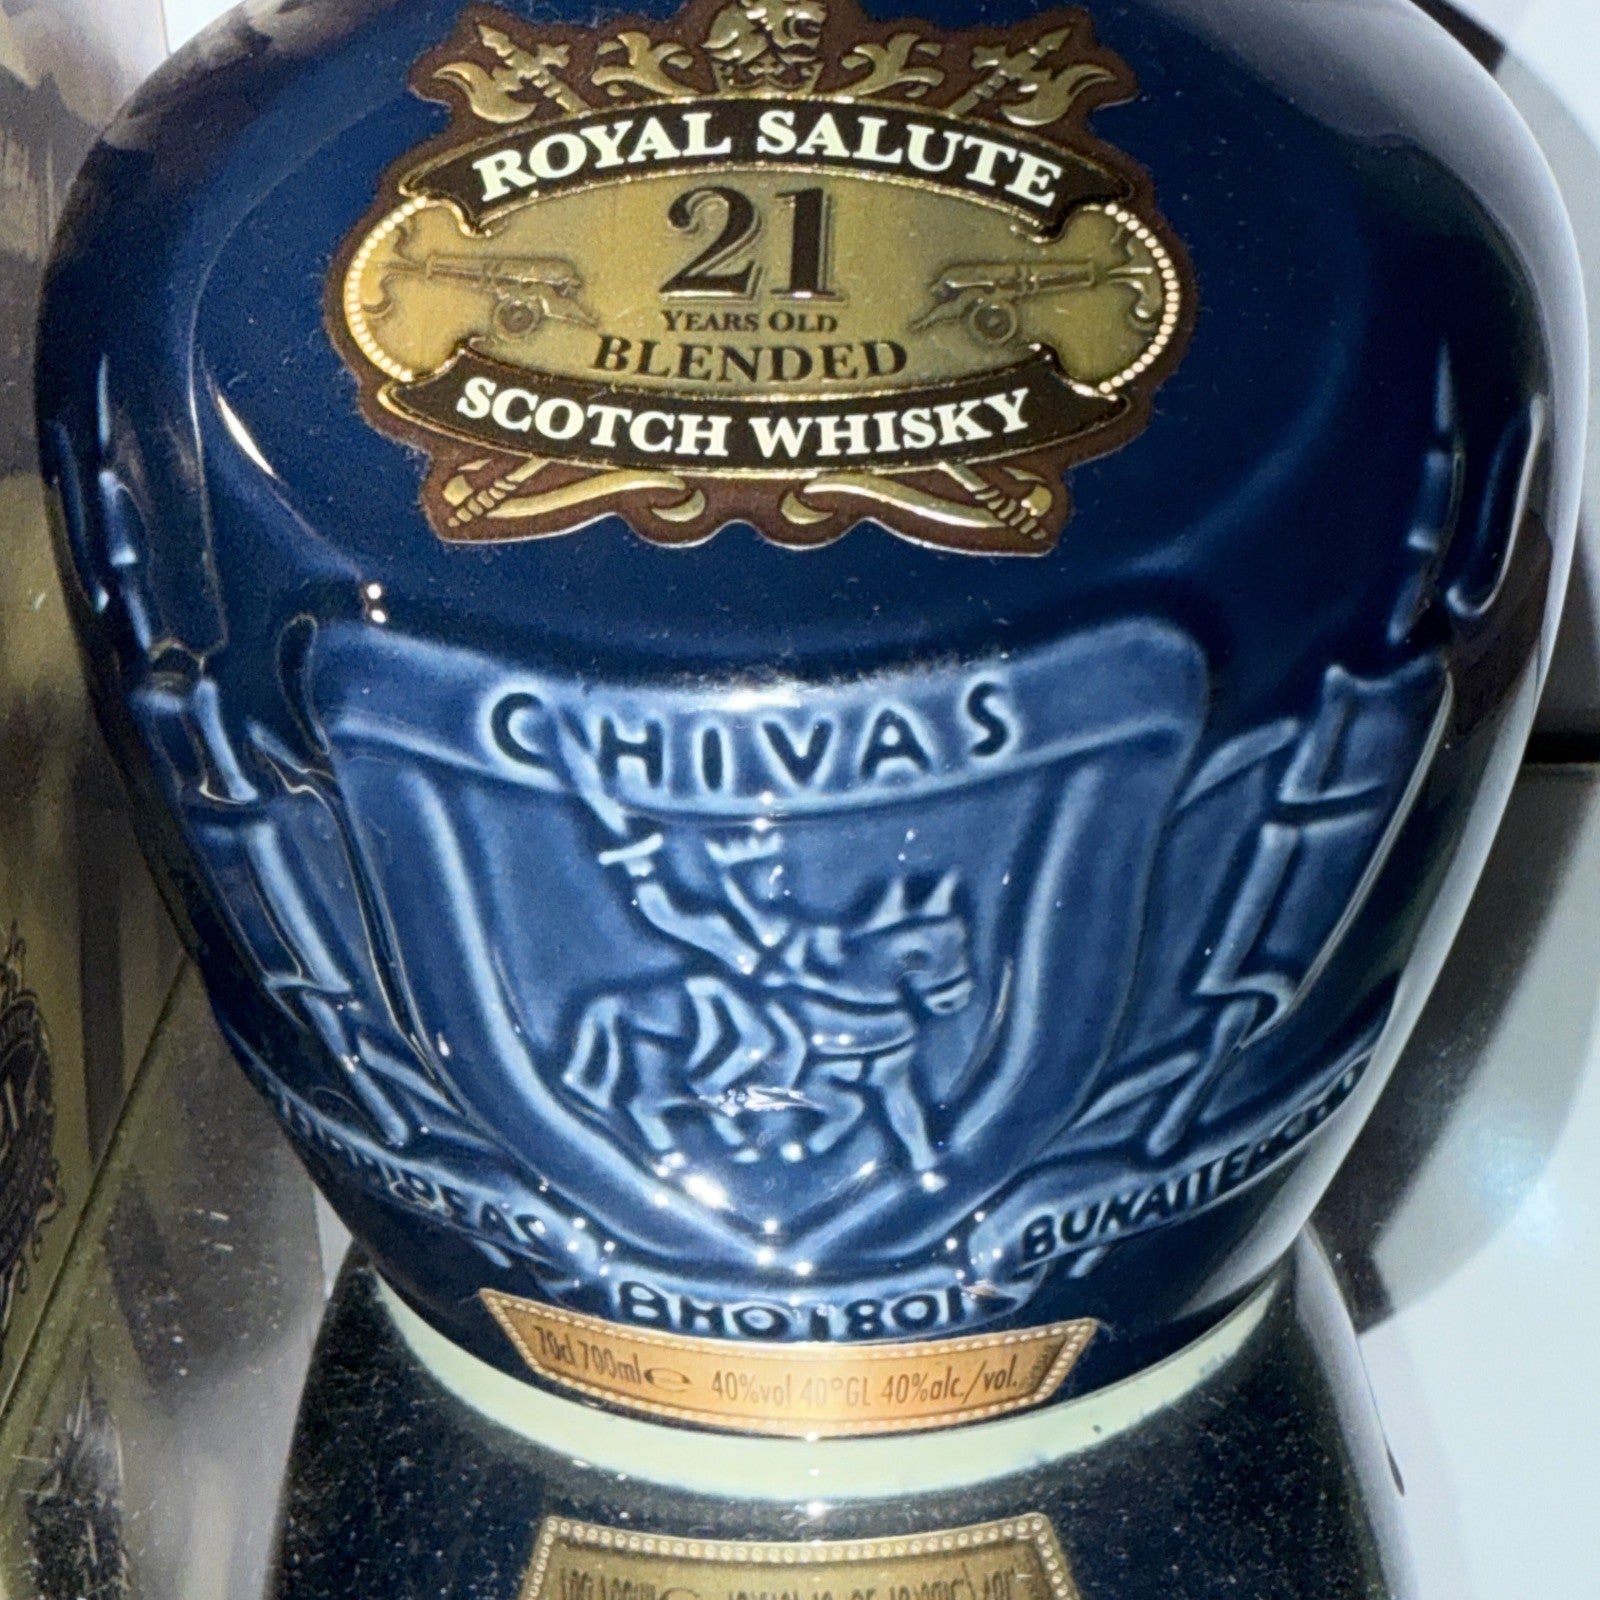 ROYAL SALUTE
21
YEARS OLD
BLENDED
SCOTCH WHISKY
CHIVAS
70cl 700ml e 40%vol 40°GL 40%alc./vol.